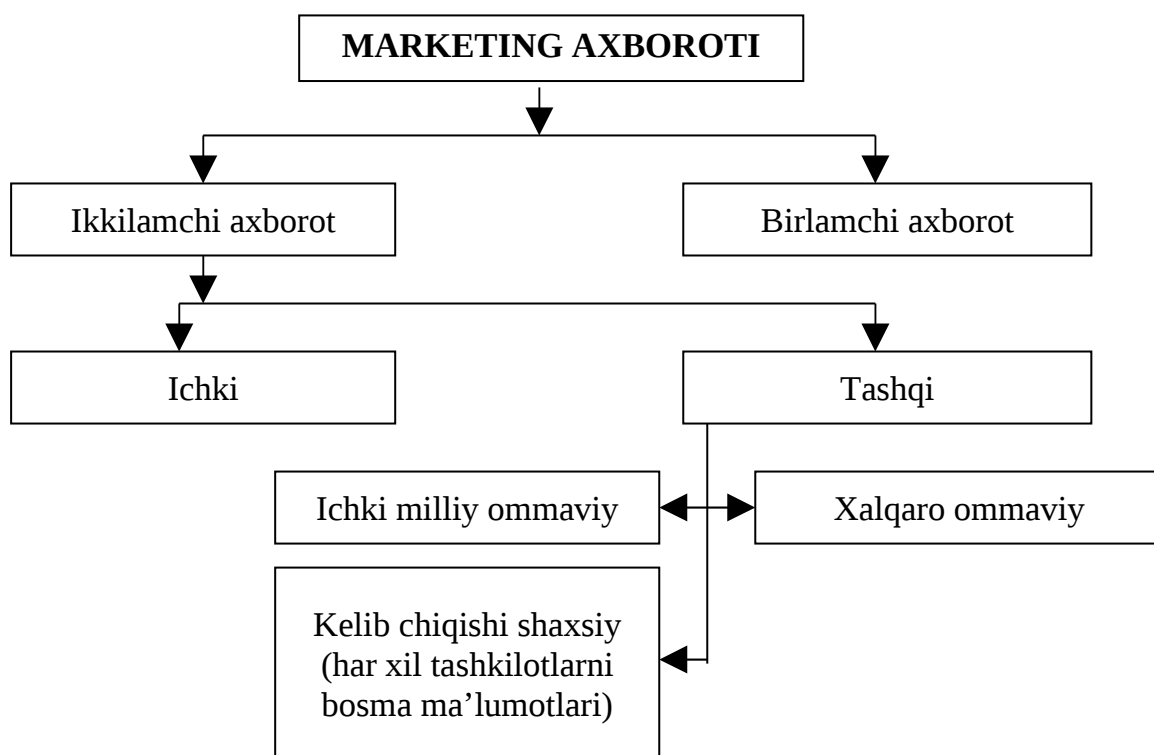 MARKETING AXBOROTI
Ikkilamchi axborot
Birlamchi axborot
Ichki
Tashqi
Ichki milliy ommaviy
Xalqaro ommaviy
Kelib chiqishi shaxsiy
(har xil tashkilotlarni
bosma ma’lumotlari)